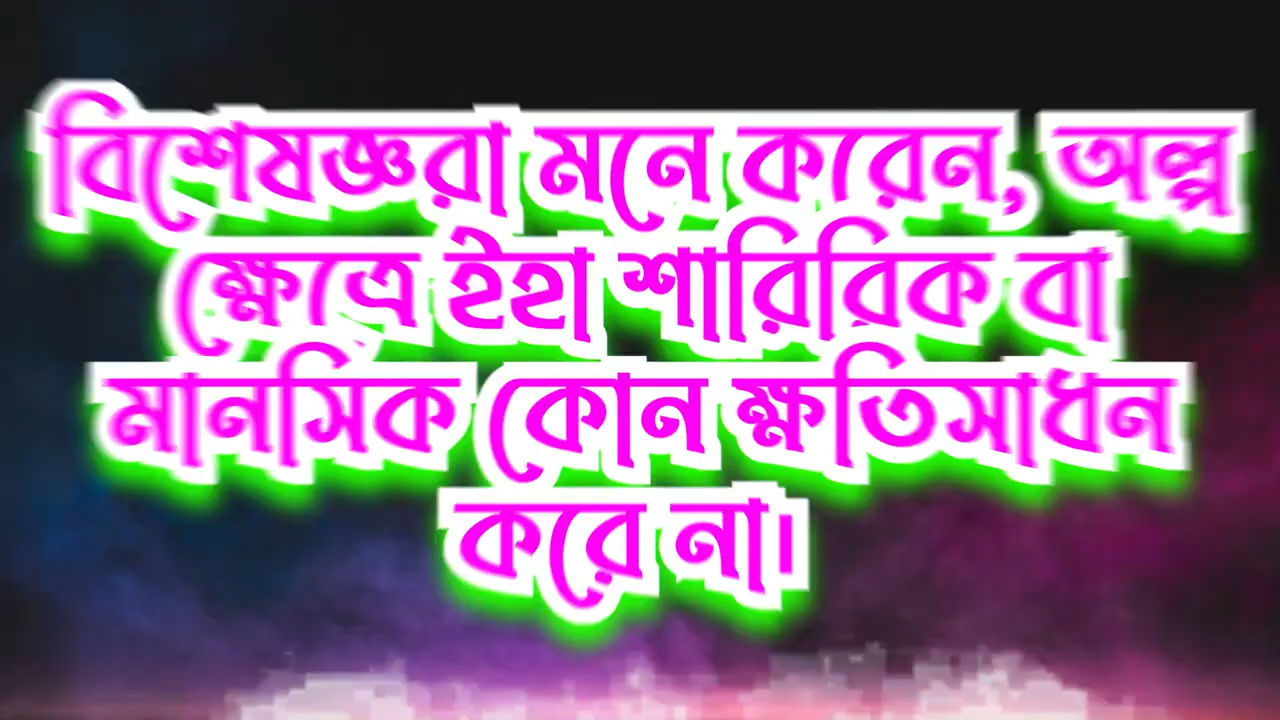 বিশেষজ্ঞরা মনে করেন, অল্প
ক্ষেত্রে ইহা শারিরিক বা
মানসিক কোন ক্ষতিসাধন
করে না।